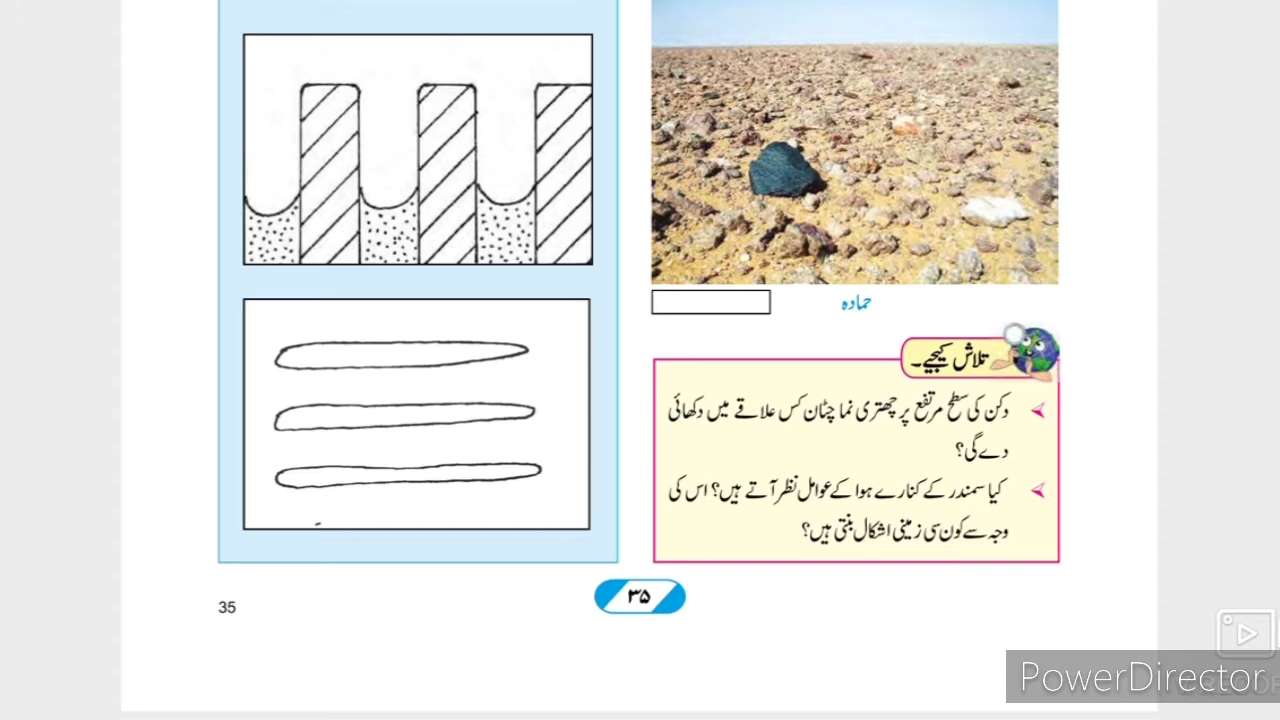 حمادہ
تلاش کیجیے۔
دکن کی سطح مرتفع پر چھتری نما چٹان کس علاقے میں دکھائی
دے گی؟
کیا سمندر کے کنارے ہوا کے عوامل نظر آتے ہیں؟ اس کی
وجہ سے کون سی زمینی اشکال بنتی ہیں؟
۳۵
35
PowerDirector